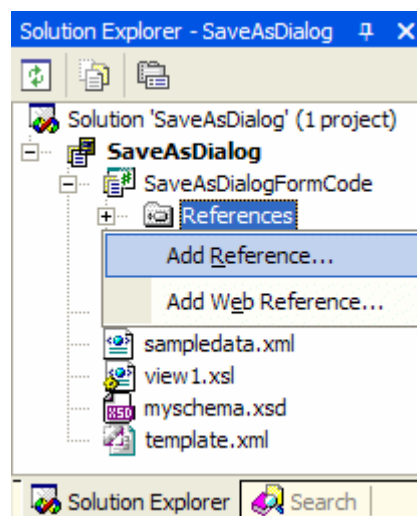 Solution Explorer - SaveAsDialog
Solution 'SaveAsDialog' (1 project)
SaveAsDialog
SaveAsDialogFormCode
References
Add Reference...
Add Web Reference...
sampledata.xml
view1.xsl
XSD myschema.xsd
template.xml
Solution Explorer Search